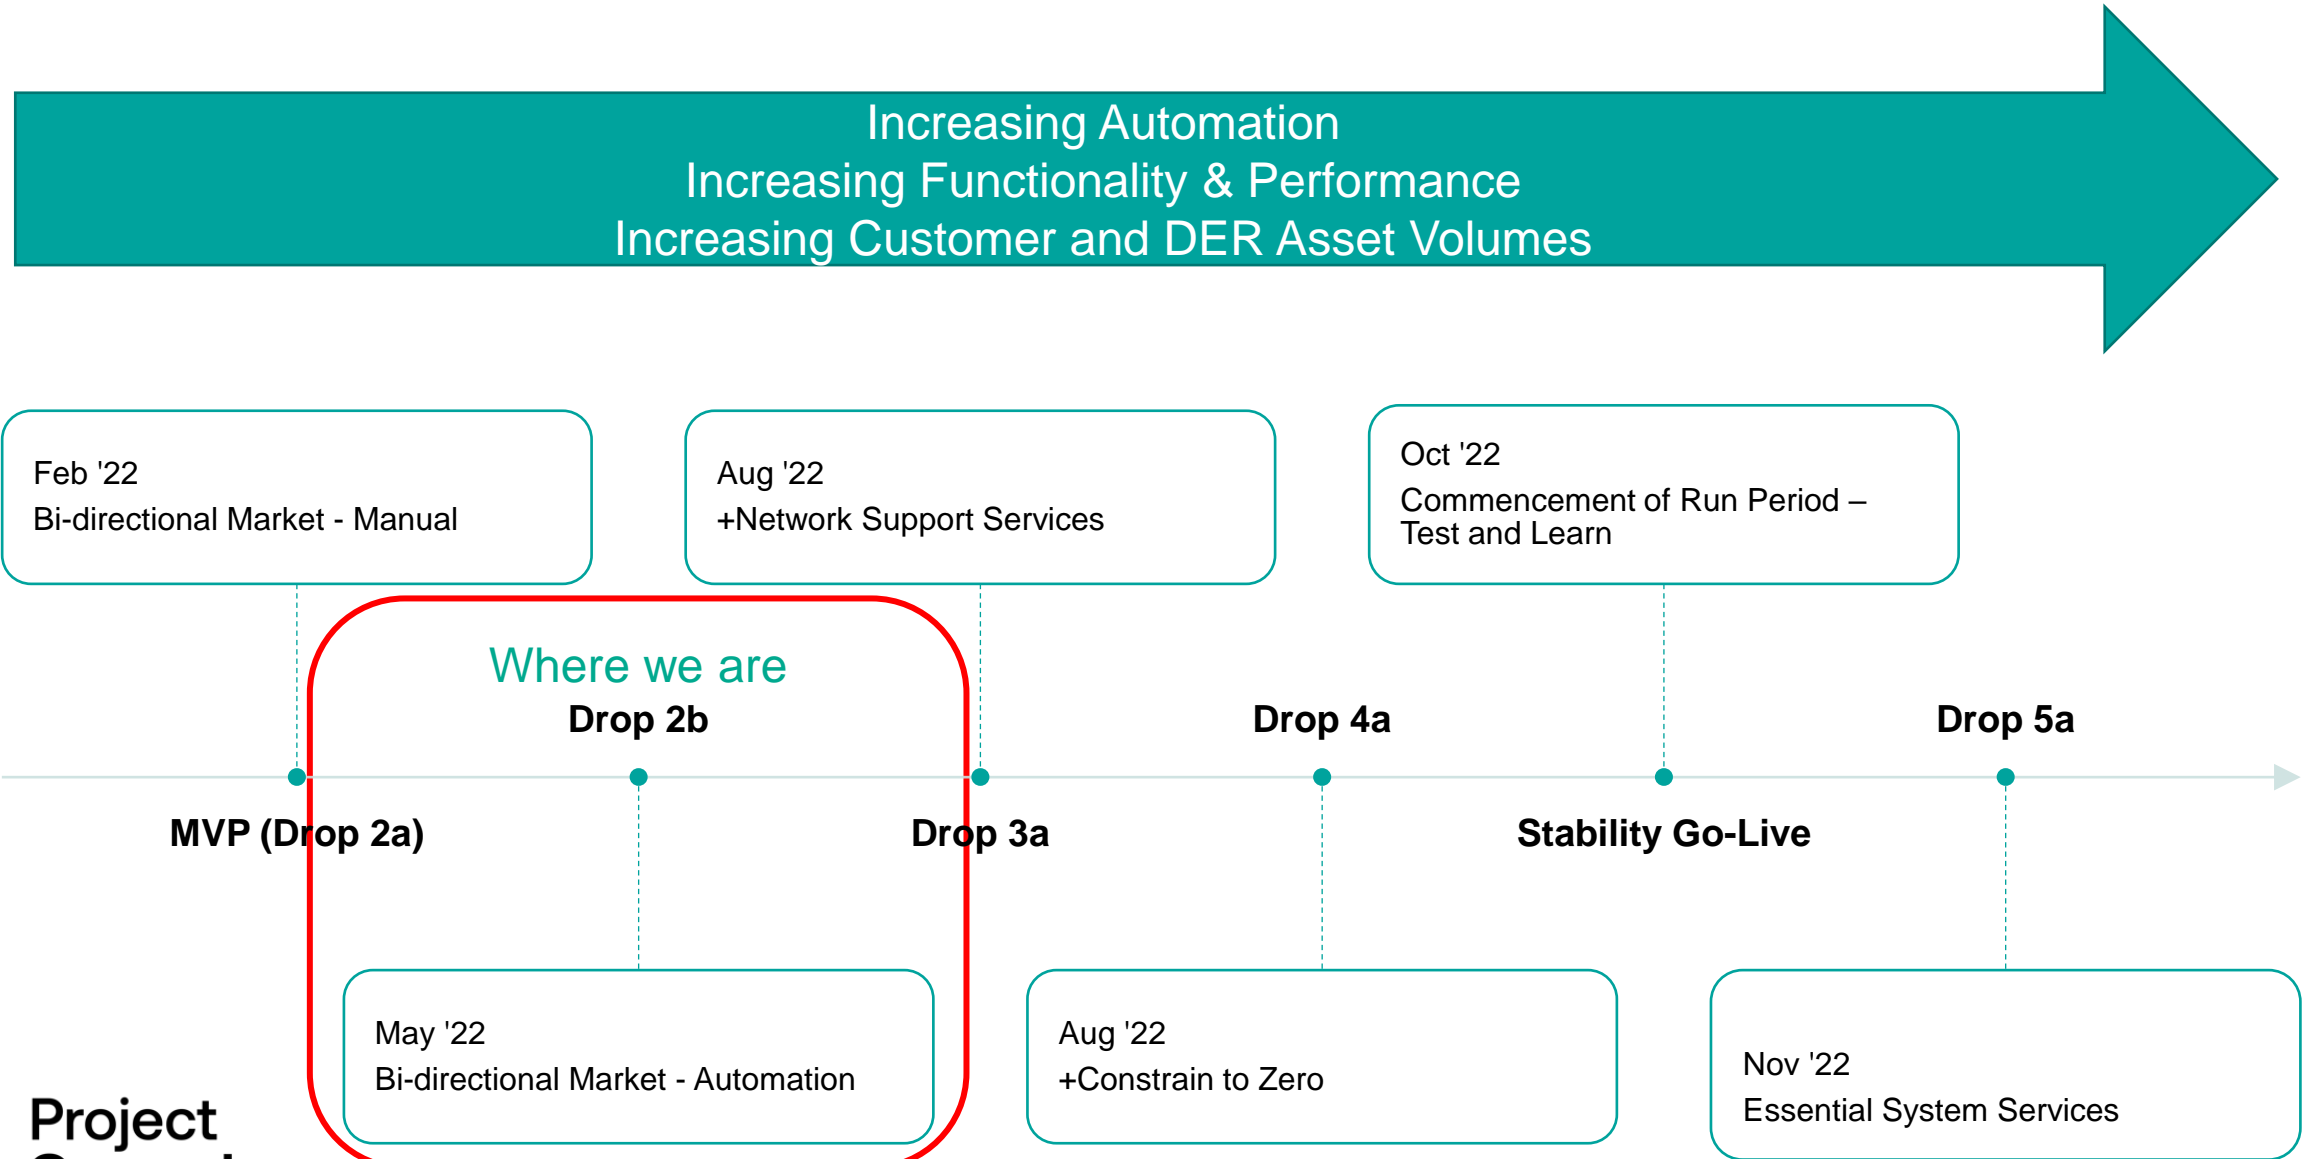 Increasing Automation
Increasing Functionality & Performance
Increasing Customer and DER Asset Volumes
Feb '22
Bi-directional Market - Manual
Aug '22
+Network Support Services
Oct '22
Commencement of Run Period –
Test and Learn
Where we are
Drop 2b
Drop 4a
Drop 5a
MVP (Drop 2a)
Drop 3a
Stability Go-Live
May '22
Bi-directional Market - Automation
Aug '22
+Constrain to Zero
Nov '22
Essential System Services
Project